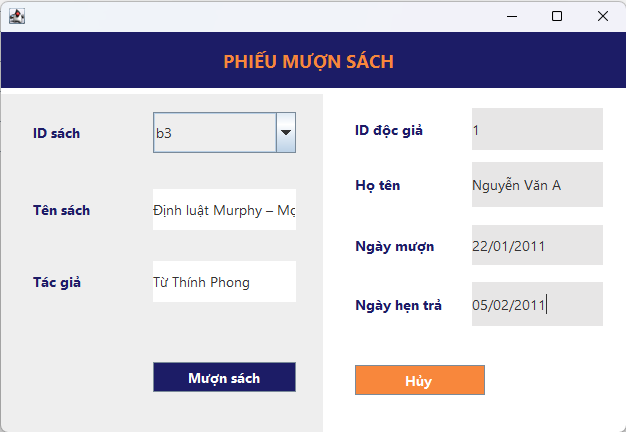 PHIẾU MƯỢN SÁCH
ID sách
b3
Tên sách
Định luật Murphy – Mọ
Tác giả
Từ Thính Phong
Mượn sách
ID độc giả
1
Họ tên
Nguyễn Văn A
Ngày mượn
22/01/2011
Ngày hẹn trả
05/02/2011
Hủy